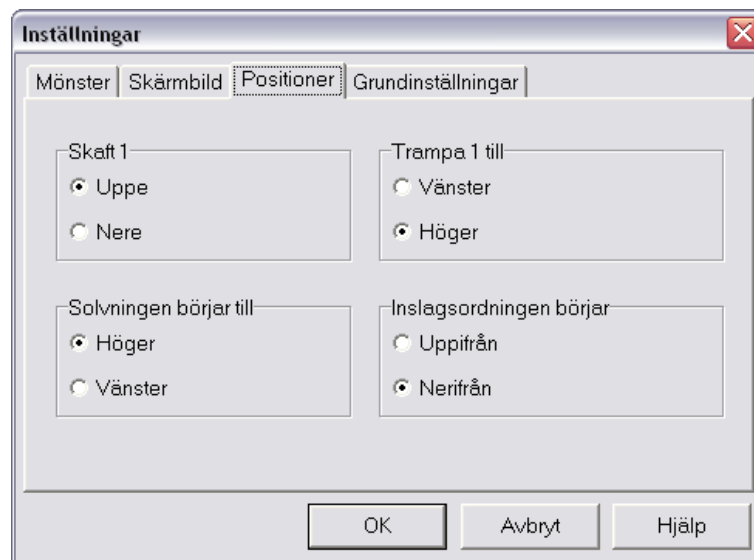 Inställningar
Mönster Skärmbild Positioner Grundinställningar
Skaft 1
Uppe
Nere
Trampa 1 till
Vänster
Höger
Solvningen börjar till
Höger
Vänster
Inslagsordningen börjar
Uppifrån
Nerifrån
OK Avbryt Hjälp